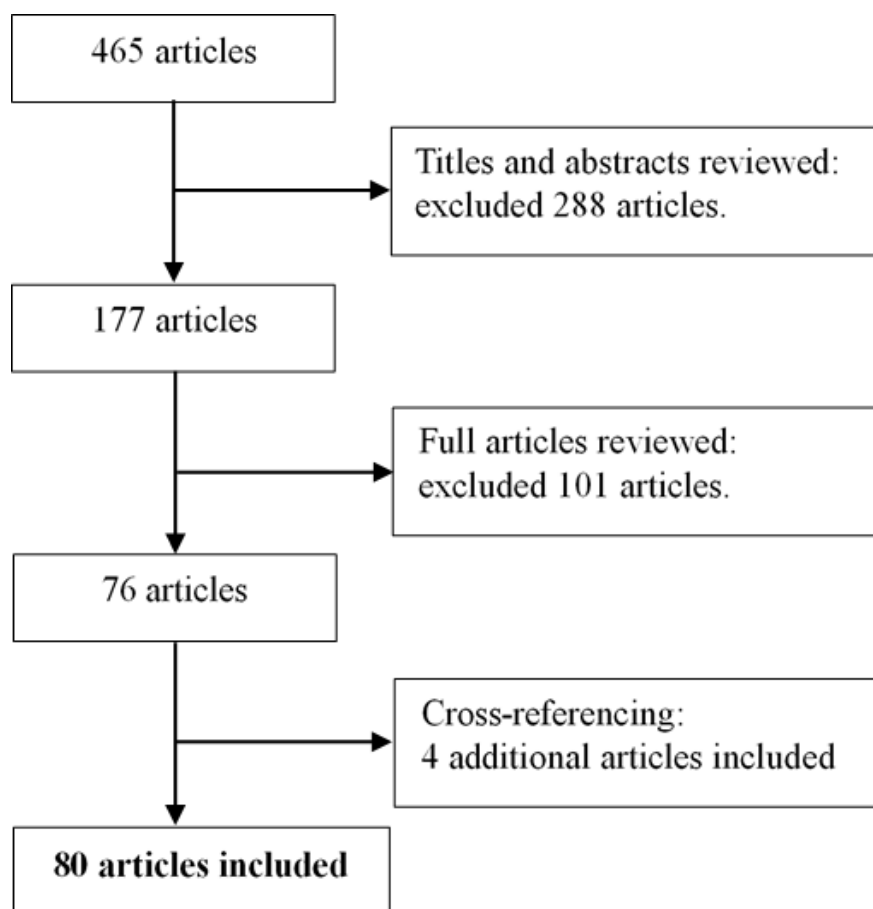 465 articles
Titles and abstracts reviewed:
excluded 288 articles.
177 articles
Full articles reviewed:
excluded 101 articles.
76 articles
Cross-referencing:
4 additional articles included
80 articles included